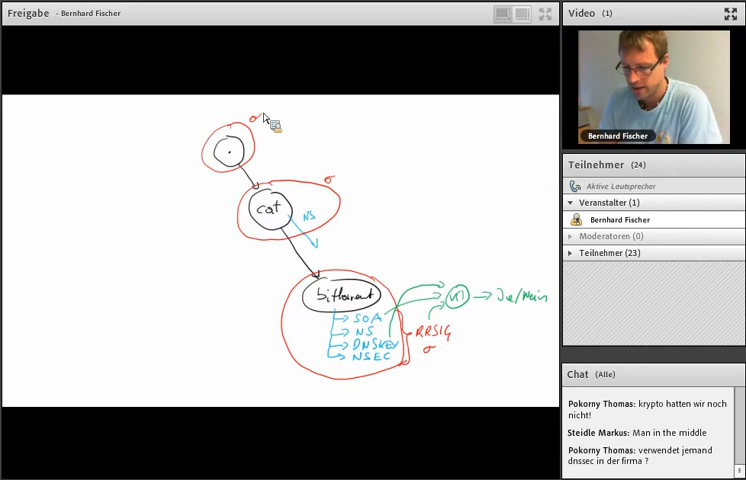 Freigabe - Bernhard Fischer
Video (1)
Bernhard Fischer
Teilnehmer (24)
Aktive Lautsprecher
Veranstalter (1)
Bernhard Fischer
Moderatoren (0)
Teilnehmer (23)
Chat (Alle)
Pokorny Thomas: krypto hatten wir noch
nicht!
Steidle Markus: Man in the middle
Pokorny Thomas: verwendet jemand
dnssec in der firma ?
.
σ
σ
cat
NS
SOA
NS
DNSKEY
NSEC
RRSIG
σ
Ja/Nein